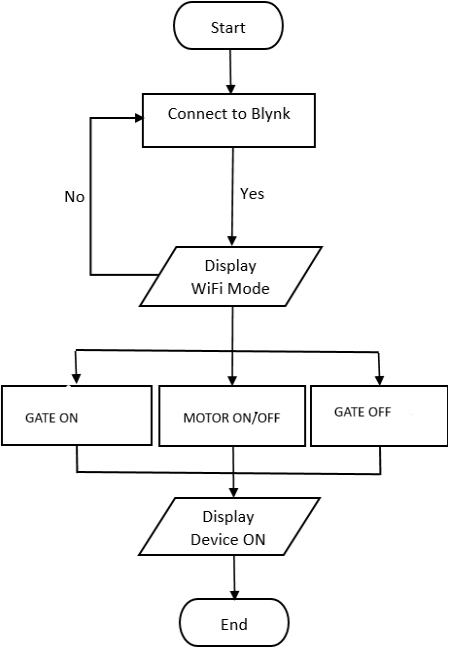 Start
Connect to Blynk
No
Yes
Display
WiFi Mode
GATE ON
MOTOR ON/OFF
GATE OFF
Display
Device ON
End